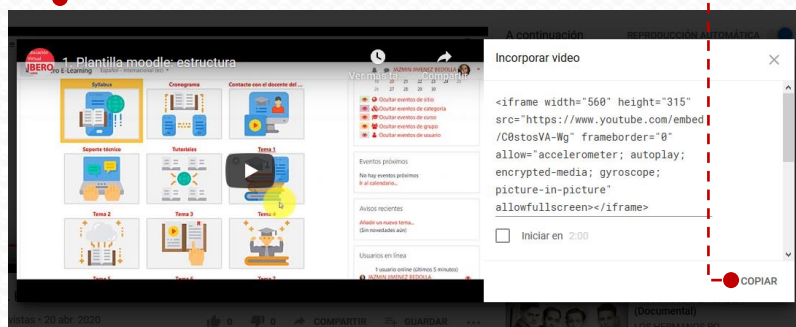 A continuación
REPRODUCCIÓN AUTOMÁTICA
IBERO
1. Plantilla moodle: estructura
Ver más ta...
Compartir
JAZMIN JIMENEZ BEDOLLA
Syllabus
Cronograma
Contacto con el docente del ...
Soporte técnico
Tutoriales
Tema 1
Tema 2
Tema 3
Tema 4
Tema 5
Tema 6
Tema 7
Ocultar eventos de sitio
Ocultar eventos de categoría
Ocultar eventos de curso
Ocultar eventos de grupo
Ocultar eventos de usuario
Eventos próximos
No hay eventos próximos
Ir al calendario...
Avisos recientes
Añadir un nuevo tema...
(Sin novedades aún)
Usuarios en línea
1 usuario online (últimos 5 minutos)
JAZMIN JIMENEZ BEDOLLA
Incorporar video
<iframe width="560" height="315"
src="https://www.youtube.com/embed
/C0stosVA-Wg" frameborder="0"
allow="accelerometer; autoplay;
encrypted-media; gyroscope;
picture-in-picture"
allowfullscreen></iframe>
Iniciar en 2:00
COPIAR
vistas • 20 abr. 2020
0
0
COMPARTIR
GUARDAR
(Documental)